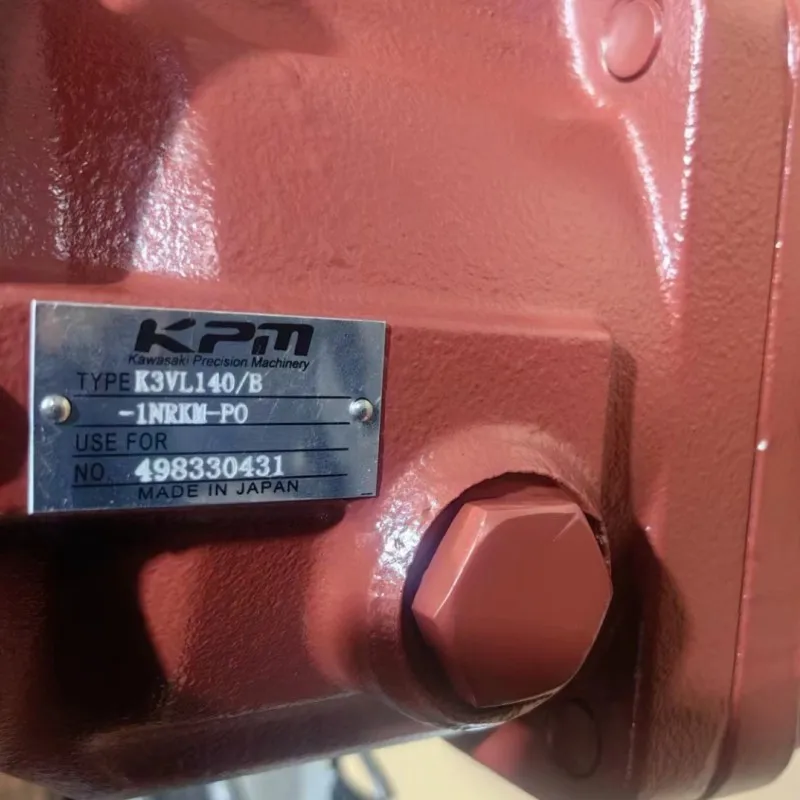 KPM
Kawasaki Precision Machinery
TYPE K3VL140/B
-1NRKM-P0
USE FOR
NO. 498330431
MADE IN JAPAN